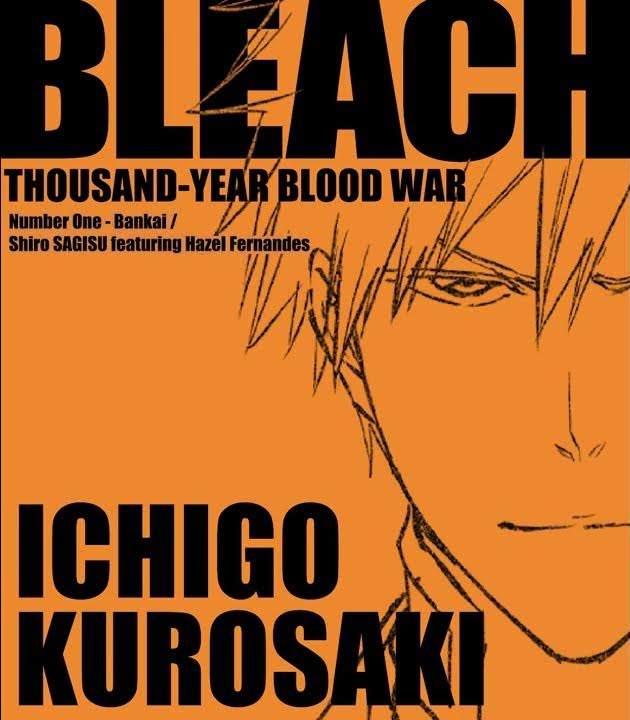 BLEACH
THOUSAND-YEAR BLOOD WAR
Number One - Bankai /
Shiro SAGISU featuring Hazel Fernandes
ICHIGO
KUROSAKI